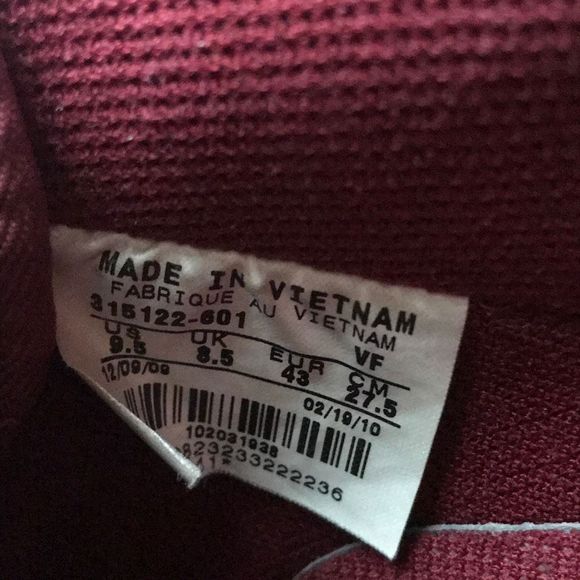 MADE IN VIETNAM
FABRIQUE AU VIETNAM
315122-601 VF
US UK EUR CM
9.5 8.5 43 27.5
12/09/09 02/19/10
102031938
823233222236
41*